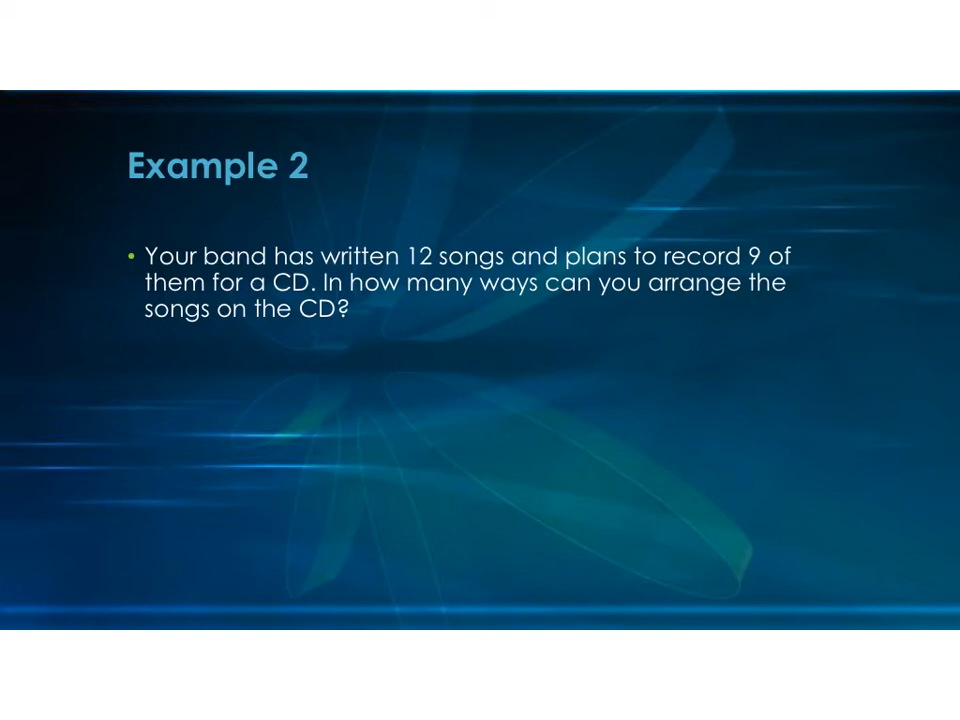 Example 2
• Your band has written 12 songs and plans to record 9 of
them for a CD. In how many ways can you arrange the
songs on the CD?